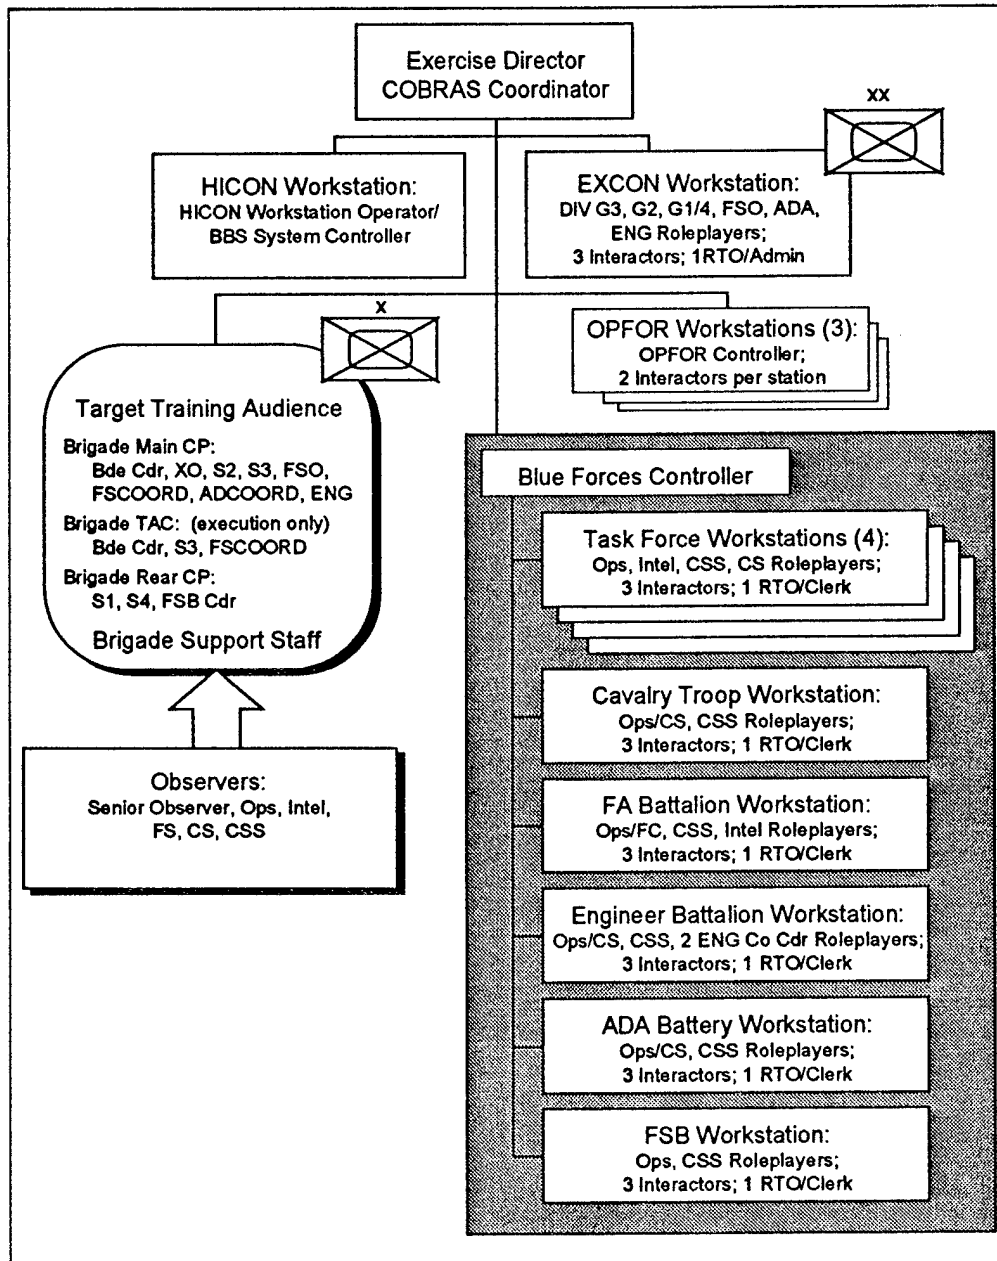 Exercise Director
COBRAS Coordinator
XX
HICON Workstation:
HICON Workstation Operator/
BBS System Controller
EXCON Workstation:
DIV G3, G2, G1/4, FSO, ADA,
ENG Roleplayers;
3 Interactors; 1RTO/Admin
X
OPFOR Workstations (3):
OPFOR Controller;
2 Interactors per station
Target Training Audience
Brigade Main CP:
Bde Cdr, XO, S2, S3, FSO,
FSCOORD, ADCOORD, ENG
Brigade TAC: (execution only)
Bde Cdr, S3, FSCOORD
Brigade Rear CP:
S1, S4, FSB Cdr
Brigade Support Staff
Observers:
Senior Observer, Ops, Intel,
FS, CS, CSS
Blue Forces Controller
Task Force Workstations (4):
Ops, Intel, CSS, CS Roleplayers;
3 Interactors; 1 RTO/Clerk
Cavalry Troop Workstation:
Ops/CS, CSS Roleplayers;
3 Interactors; 1 RTO/Clerk
FA Battalion Workstation:
Ops/FC, CSS, Intel Roleplayers;
3 Interactors; 1 RTO/Clerk
Engineer Battalion Workstation:
Ops/CS, CSS, 2 ENG Co Cdr Roleplayers;
3 Interactors; 1 RTO/Clerk
ADA Battery Workstation:
Ops/CS, CSS Roleplayers;
3 Interactors; 1 RTO/Clerk
FSB Workstation:
Ops, CSS Roleplayers;
3 Interactors; 1 RTO/Clerk